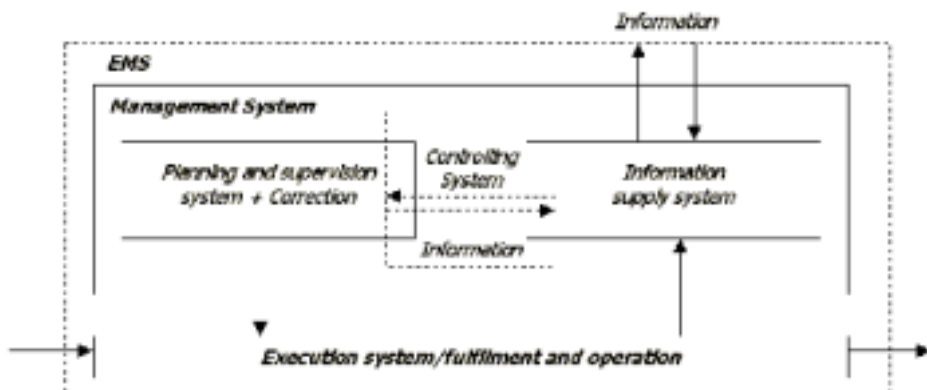 Information
EMS
Management System
Planning and supervision
system + Correction
Controlling
System
Information
supply system
Information
Execution system/fulfilment and operation